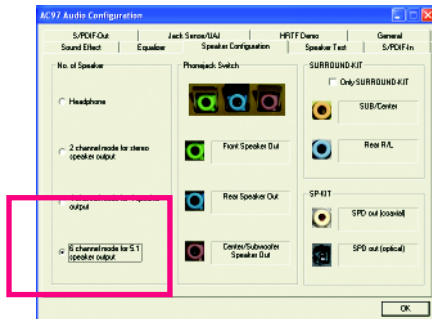 AC97 Audio Configuration
S/PDIF-Out
Jack Sense/UAJ
HRTF Demo
General
Sound Effect
Equalizer
Speaker Configuration
Speaker Test
S/PDIF-In
No. of Speaker
Headphone
2 channel mode for stereo
speaker output
output
6 channel mode for 5.1
speaker output
Phonejack Switch
Front Speaker Out
Rear Speaker Out
Center/Subwoofer
Speaker Out
SURROUND-KIT
Only SURROUND-KIT
SUB/Center
Rear R/L
SP-KIT
SPD out (coaxial)
SPD out (optical)
OK